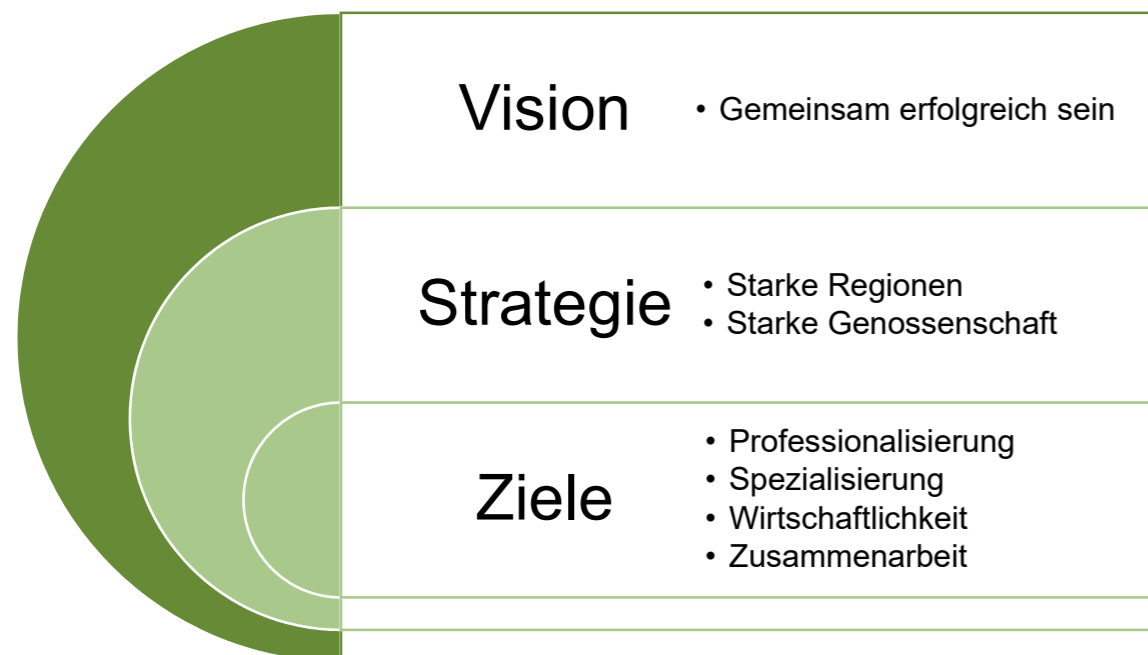 Vision
• Gemeinsam erfolgreich sein
Strategie
• Starke Regionen
• Starke Genossenschaft
Ziele
• Professionalisierung
• Spezialisierung
• Wirtschaftlichkeit
• Zusammenarbeit